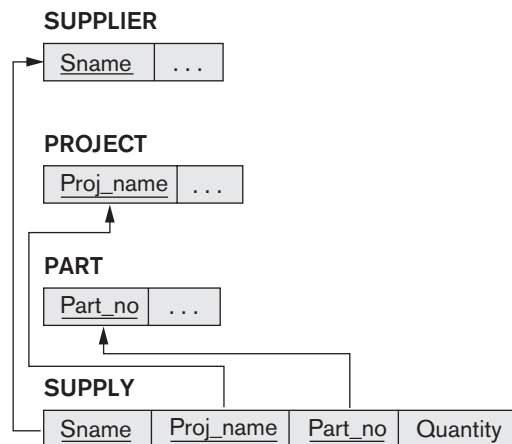 SUPPLIER
Sname ...
PROJECT
Proj_name ...
PART
Part_no ...
SUPPLY
Sname Proj_name Part_no Quantity